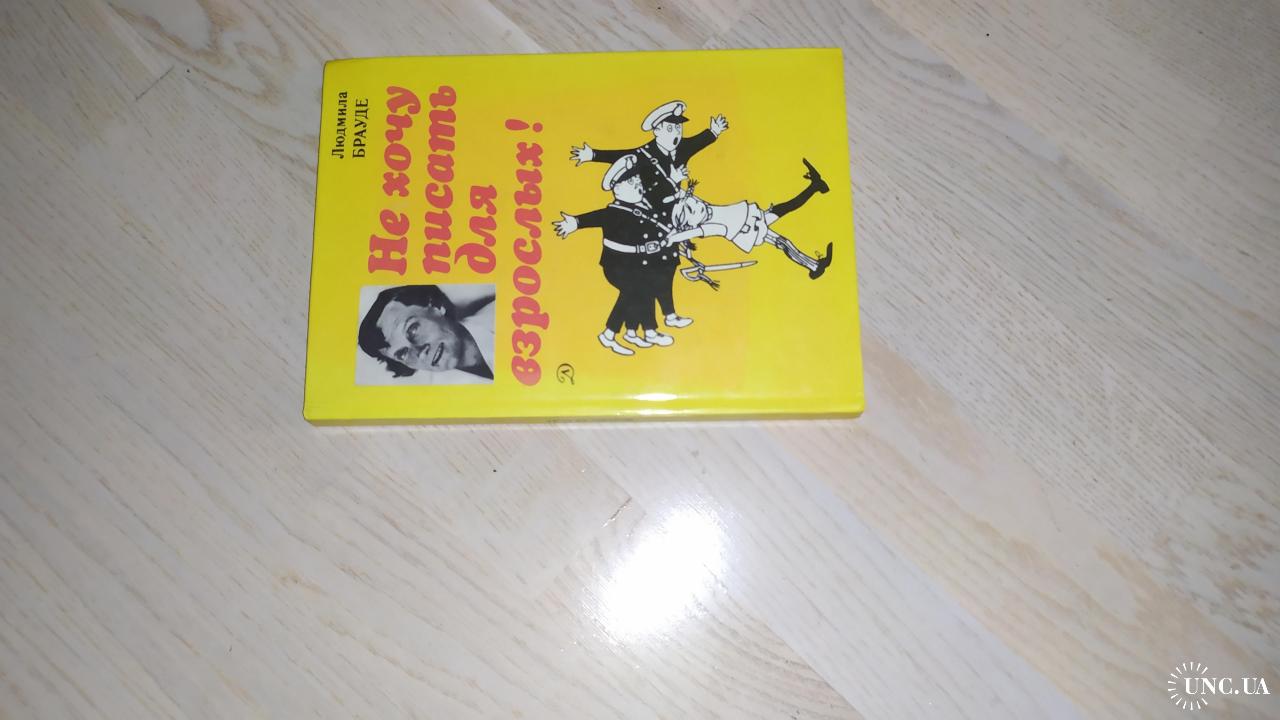 Людмила
БРАУДЕ
Не хочу
писать
для
взрослых!
UNC.UA